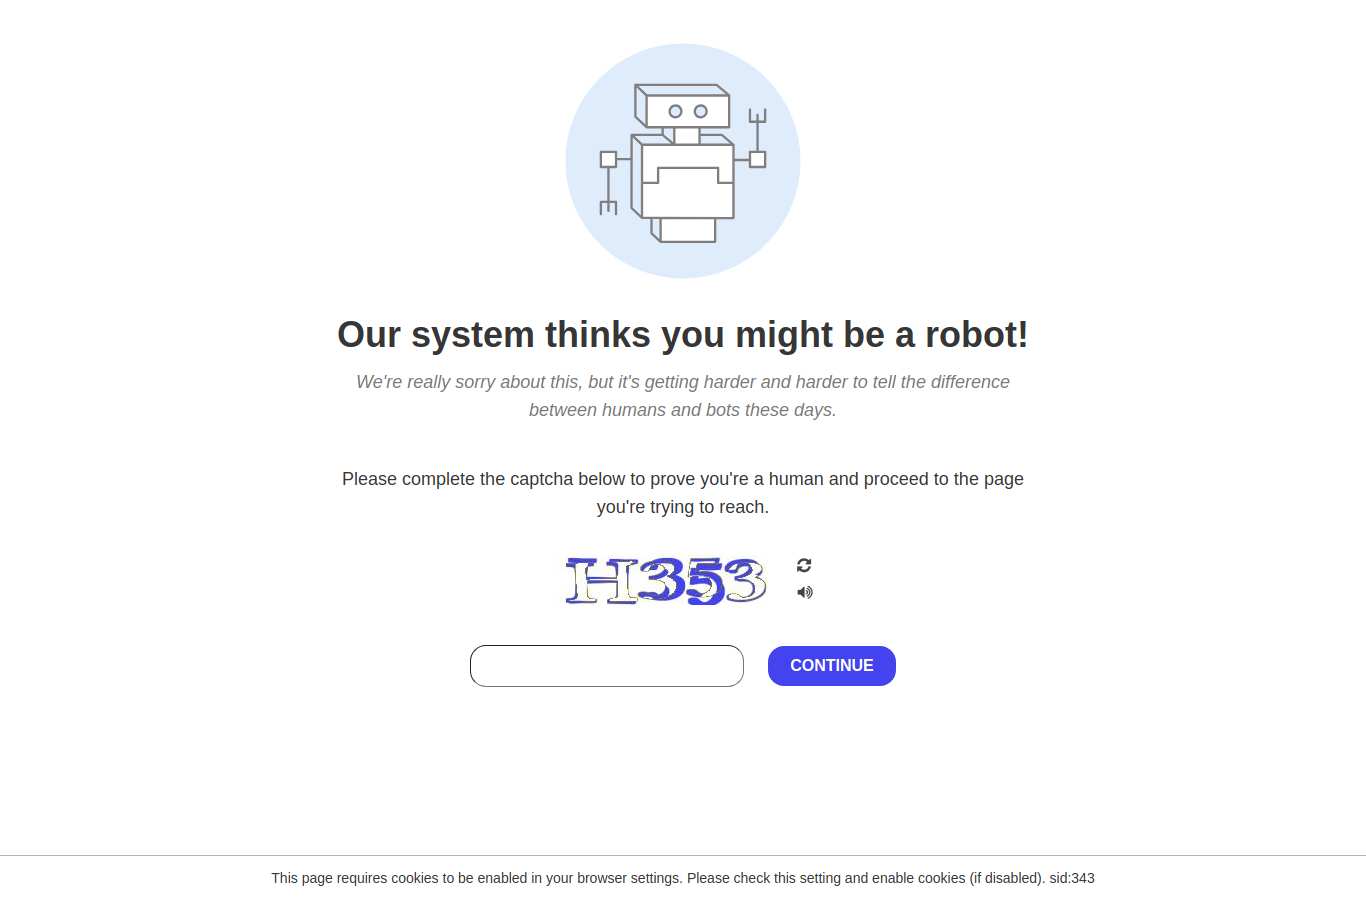 Our system thinks you might be a robot!
We're really sorry about this, but it's getting harder and harder to tell the difference
between humans and bots these days.
Please complete the captcha below to prove you're a human and proceed to the page
you're trying to reach.
H353
CONTINUE
This page requires cookies to be enabled in your browser settings. Please check this setting and enable cookies (if disabled). sid:343